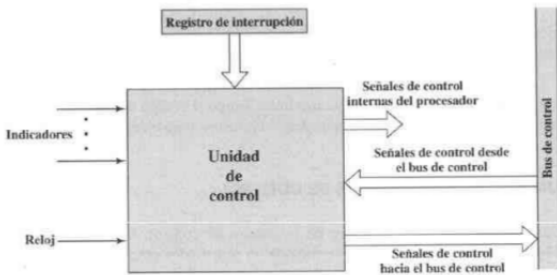 Registro de interrupción
Señales de control
internas del procesador
Indicadores
Unidad
de
control
Señales de control desde
el bus de control
Bus de control
Reloj
Señales de control
hacia el bus de control